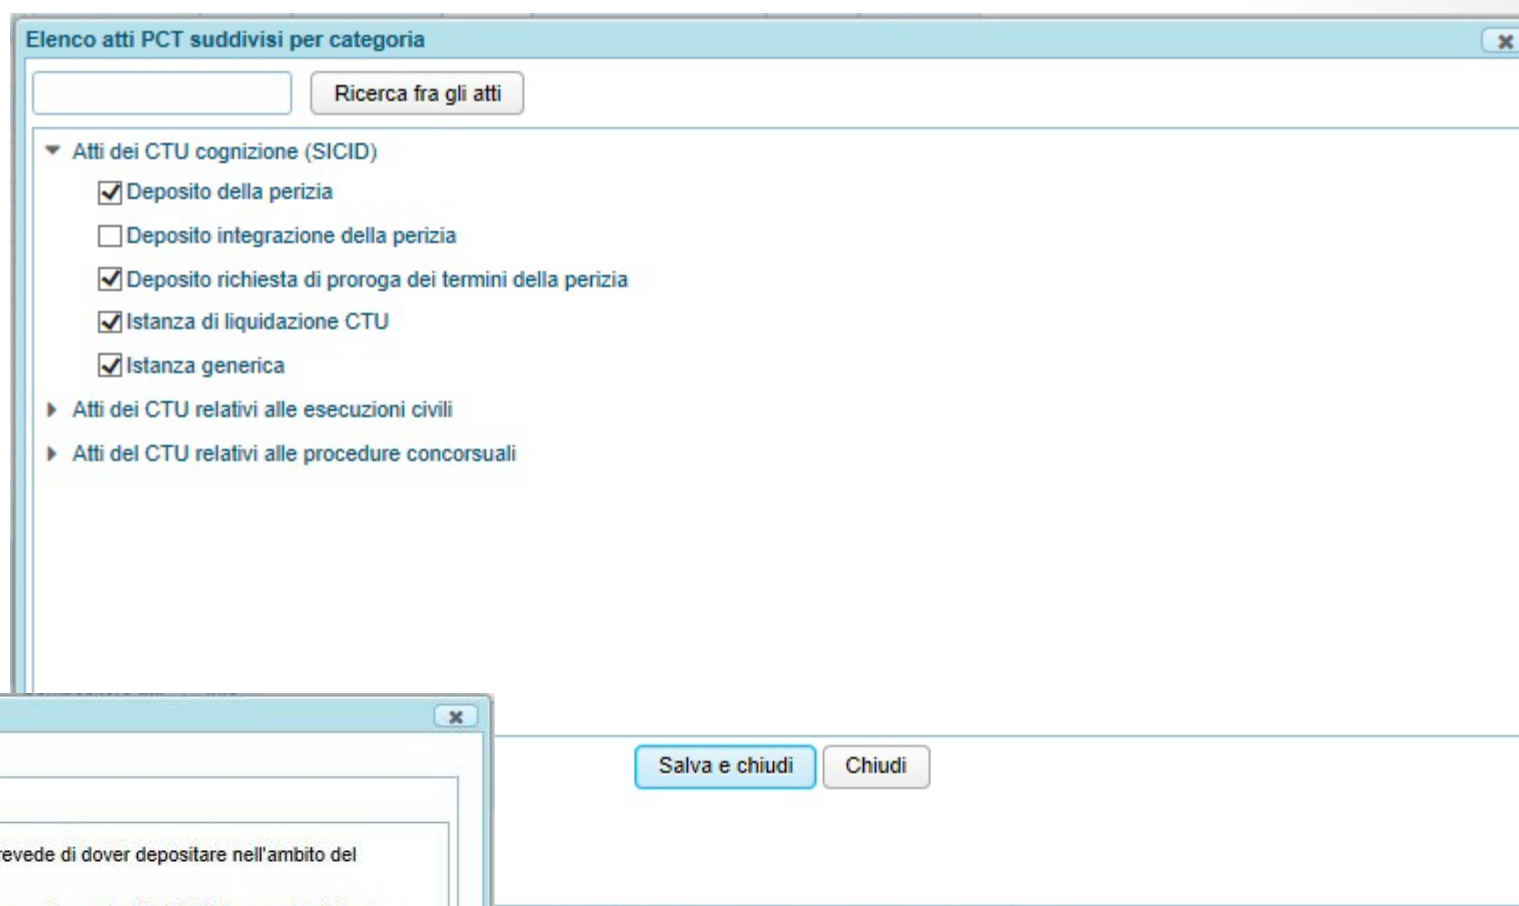 Elenco atti PCT suddivisi per categoria
Ricerca fra gli atti
Atti dei CTU cognizione (SICID)
Deposito della perizia
Deposito integrazione della perizia
Deposito richiesta di proroga dei termini della perizia
Istanza di liquidazione CTU
Istanza generica
Atti dei CTU relativi alle esecuzioni civili
Atti del CTU relativi alle procedure concorsuali
Salva e chiudi
Chiudi
revede di dover depositare nell'ambito del